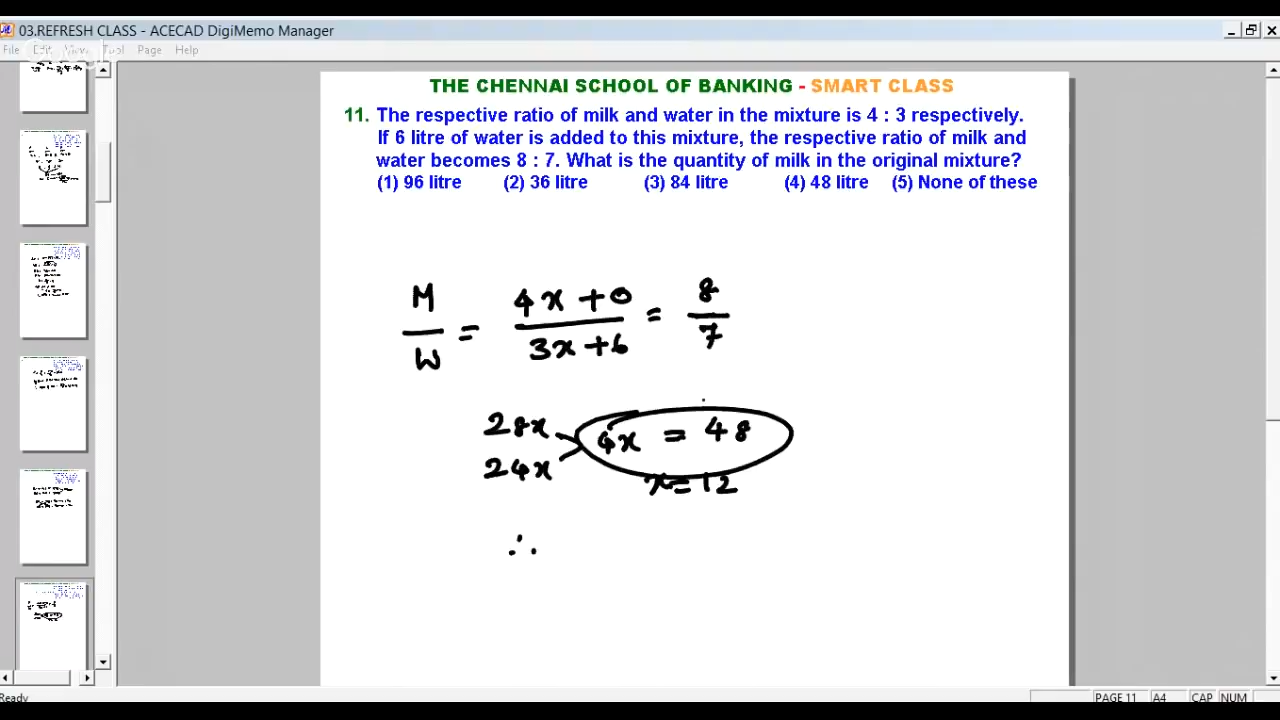 03.REFRESH CLASS - ACECAD DigiMemo Manager
File Edit View Tool Page Help
THE CHENNAI SCHOOL OF BANKING - SMART CLASS
11. The respective ratio of milk and water in the mixture is 4 : 3 respectively.
If 6 litre of water is added to this mixture, the respective ratio of milk and
water becomes 8 : 7. What is the quantity of milk in the original mixture?
(1) 96 litre (2) 36 litre (3) 84 litre (4) 48 litre (5) None of these
M/W = 4x+0/3x+6 = 8/7
28x
4x = 48
24x
x=12
∴
Ready
PAGE 11 A4 CAP NUM